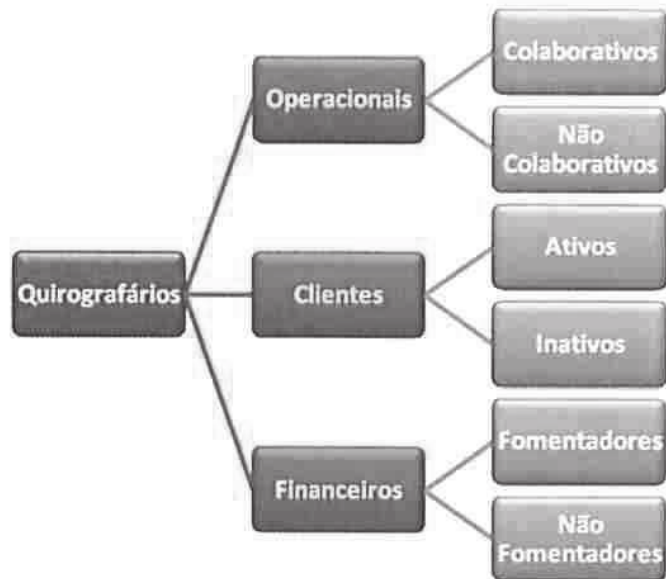 Quirografários
Operacionais
Colaborativos
Não
Colaborativos
Clientes
Ativos
Inativos
Financeiros
Fomentadores
Não
Fomentadores